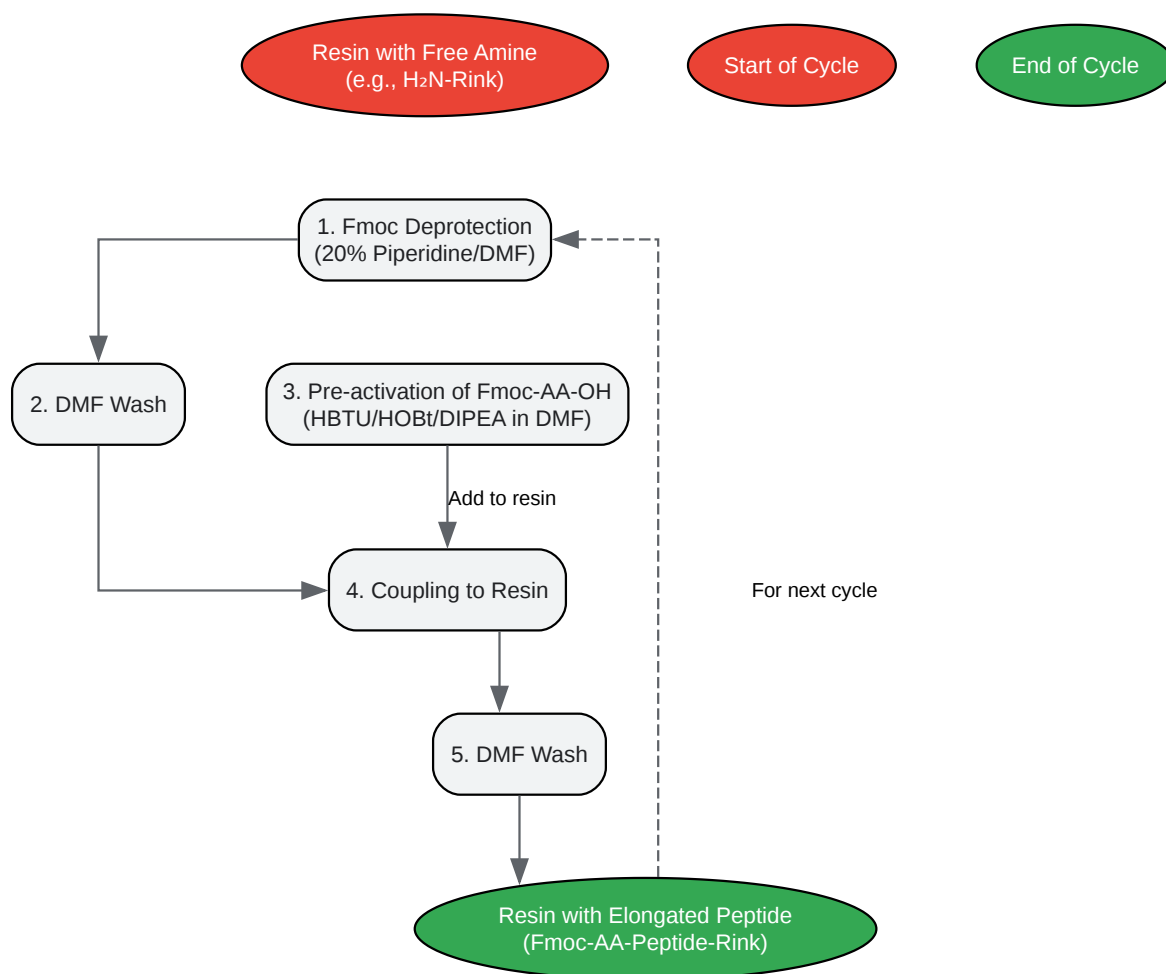 Resin with Free Amine
(e.g., H₂N-Rink)
Start of Cycle
End of Cycle
1. Fmoc Deprotection
(20% Piperidine/DMF)
2. DMF Wash
3. Pre-activation of Fmoc-AA-OH
(HBTU/HOBt/DIPEA in DMF)
Add to resin
4. Coupling to Resin
For next cycle
5. DMF Wash
Resin with Elongated Peptide
(Fmoc-AA-Peptide-Rink)